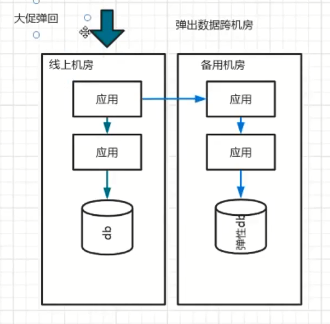 大促弹回
弹出数据跨机房
线上机房
备用机房
应用
应用
应用
应用
db
弹性db